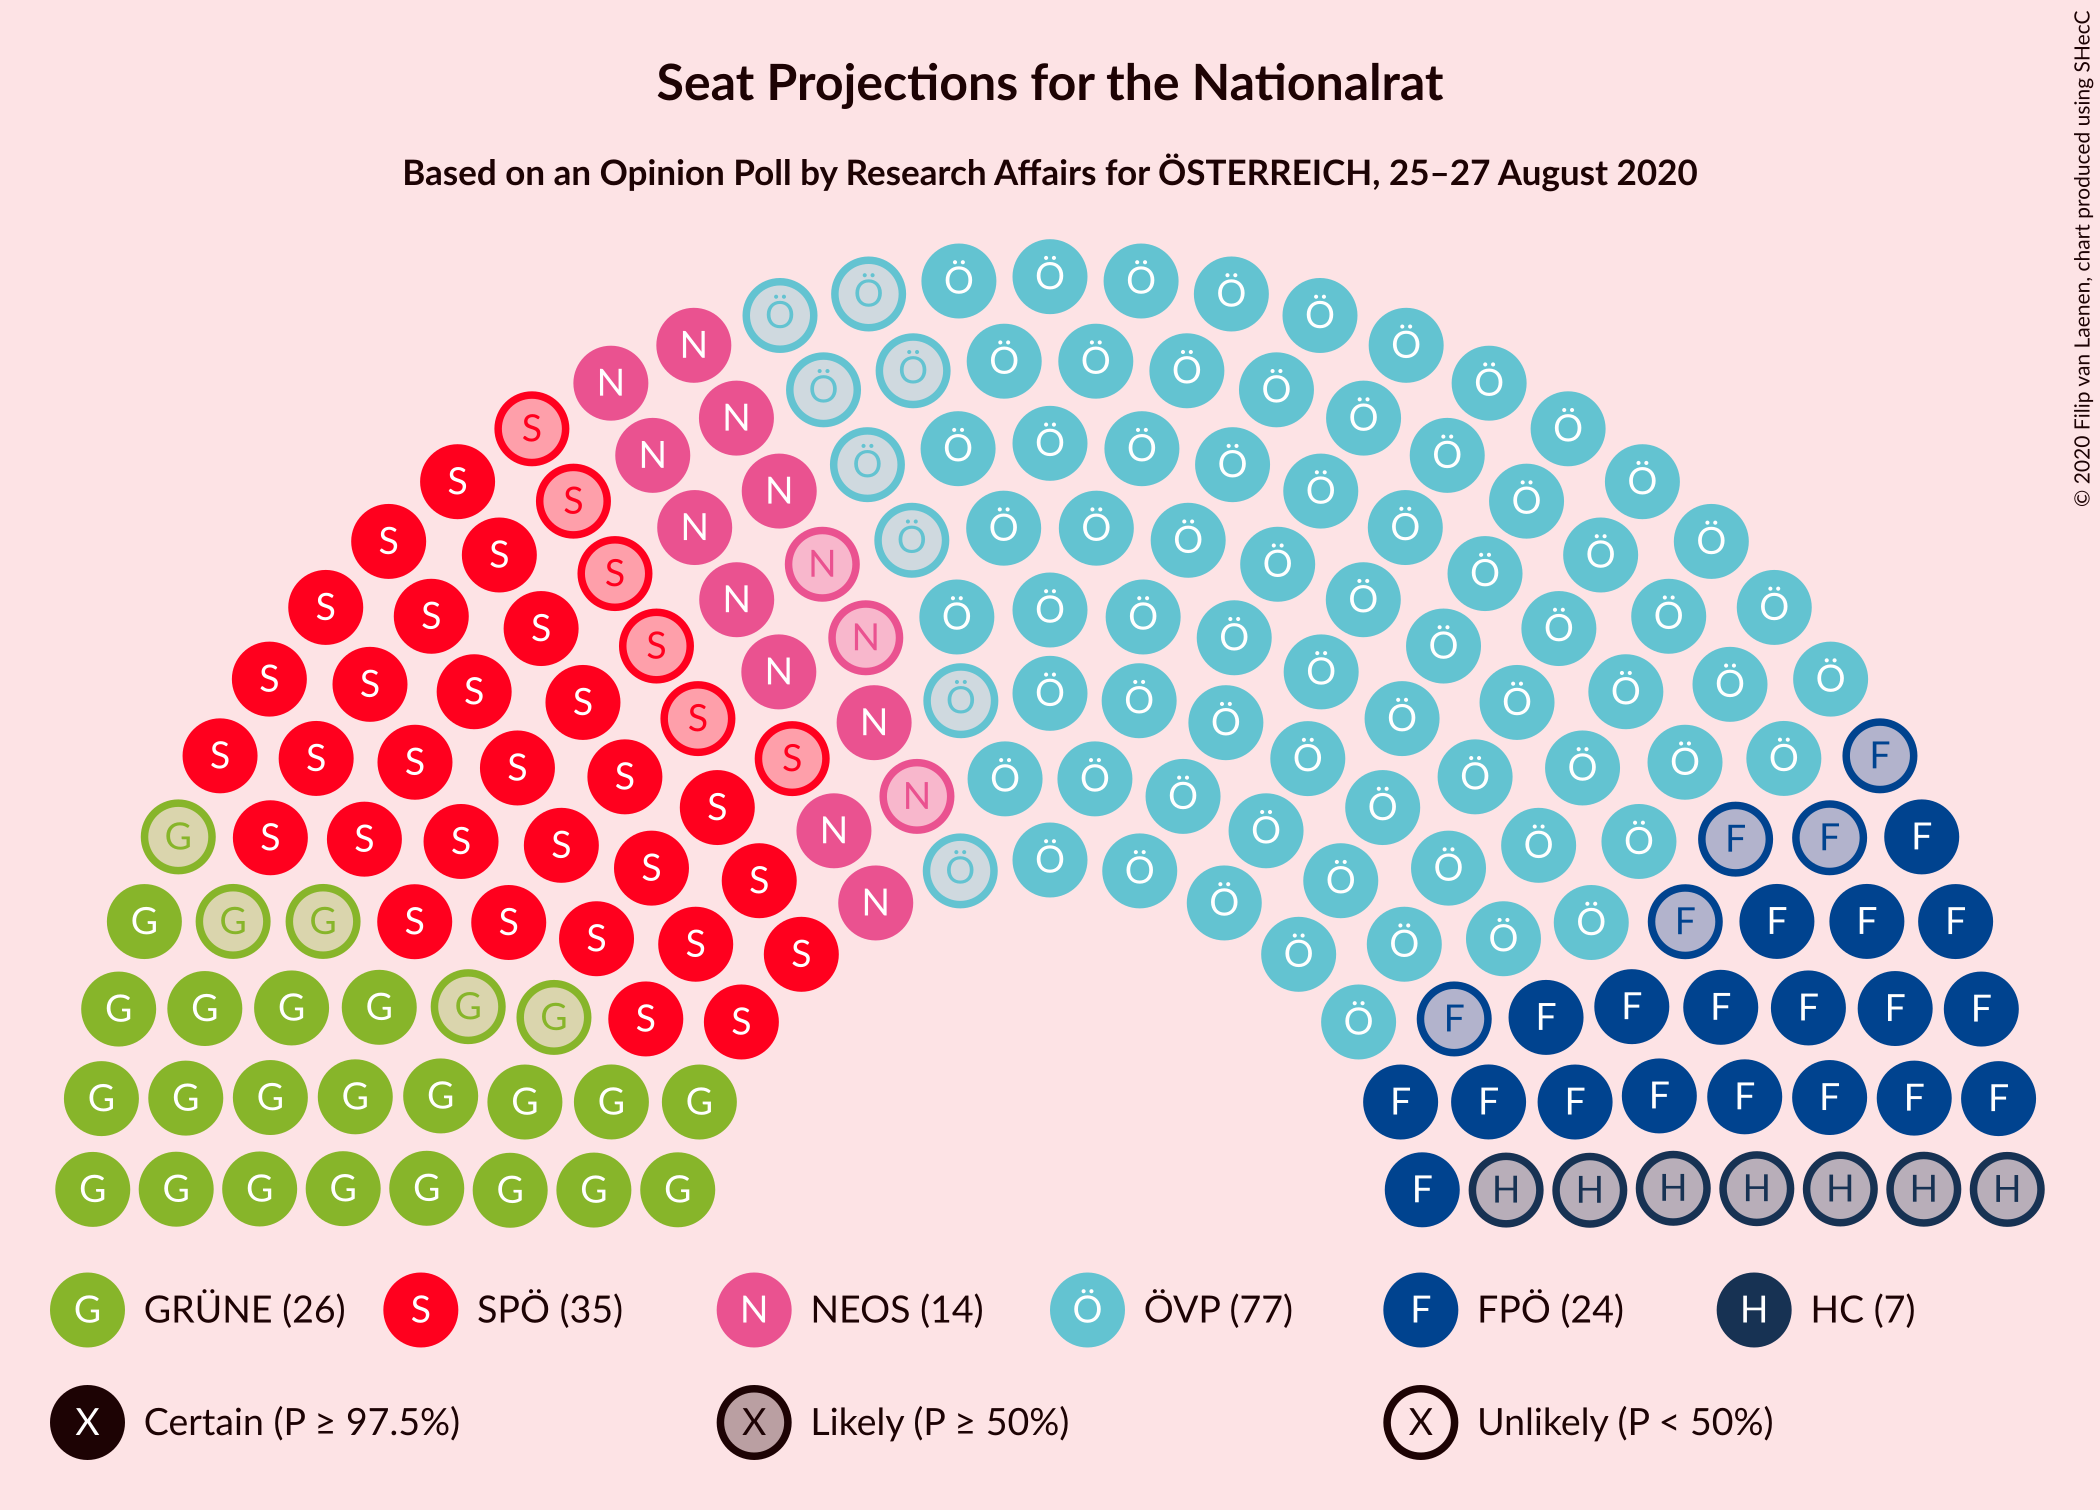 Seat Projections for the Nationalrat
Based on an Opinion Poll by Research Affairs for ÖSTERREICH, 25–27 August 2020
© 2020 Filip van Laenen, chart produced using SHecC
Ö Ö Ö Ö Ö Ö Ö
N Ö Ö
N Ö Ö Ö Ö Ö Ö
S N Ö Ö
S N Ö Ö Ö Ö Ö Ö
S N Ö Ö
S S N Ö Ö Ö Ö Ö Ö
S N Ö Ö
S S N Ö Ö Ö Ö
S S N Ö Ö Ö
S S N Ö Ö Ö Ö Ö Ö
S S N Ö Ö Ö
S S N Ö Ö Ö Ö
S S S Ö Ö Ö Ö Ö Ö
S S S S S S Ö Ö Ö Ö Ö F
S N Ö Ö Ö Ö Ö
G S S S S N Ö Ö Ö F F F
S S Ö Ö Ö Ö Ö Ö
G G G S S N Ö Ö F F F F
S S Ö Ö
S Ö
G G G G G G S S Ö F F F F F F F
G G G G G G G G F F F F F F F F
G G G G G G G G F H H H H H H H
G GRÜNE (26) S SPÖ (35) N NEOS (14) Ö ÖVP (77) F FPÖ (24) H HC (7)
X Certain (P ≥ 97.5%) X Likely (P ≥ 50%) X Unlikely (P < 50%)